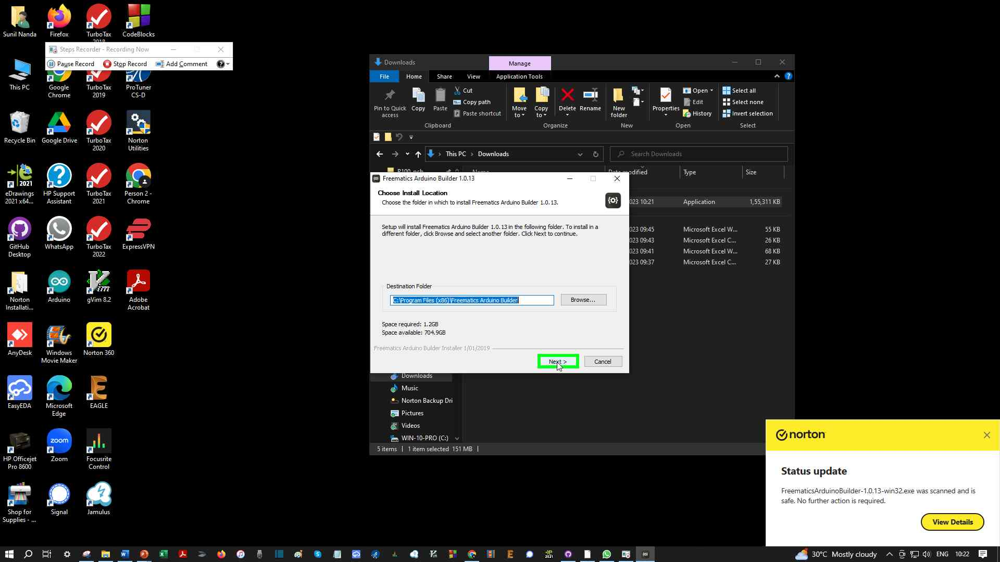 Sunil Nanda
Firefox
TurboTax
2018
CodeBlocks
Steps Recorder - Recording Now
Pause Record
Stop Record
Add Comment
This PC
Google
Chrome
TurboTax
2019
ProTuner
CS-D
Recycle Bin
Google Drive
TurboTax
2020
Norton
Utilities
eDrawings
2021 x64...
HP Support
Assistant
TurboTax
2021
Person 2 -
Chrome
GitHub
Desktop
WhatsApp
TurboTax
2022
ExpressVPN
Norton
Installati...
Arduino
gVim 8.2
Adobe
Acrobat
AnyDesk
Windows
Movie Maker
Norton 360
EasyEDA
Microsoft
Edge
EAGLE
HP Officejet
Pro 8600
zoom
Zoom
Focusrite
Control
Shop for
Supplies - ...
Signal
Jamulus
Downloads
Manage
File
Home
Share
View
Application Tools
Pin to Quick
access
Copy
Paste
Cut
Copy path
Paste shortcut
Clipboard
Move
to
Copy
to
Delete
Rename
Organize
New
folder
New
Properties
Open
Edit
History
Open
Select all
Select none
Invert selection
Select
This PC > Downloads
Search Downloads
Type
Size
023 10:21 Application 1,55,311 KB
023 09:45 Microsoft Excel W... 55 KB
023 09:43 Microsoft Excel C... 26 KB
023 09:41 Microsoft Excel W... 68 KB
023 09:37 Microsoft Excel C... 27 KB
Freematics Arduino Builder 1.0.13
Choose Install Location
Choose the folder in which to install Freematics Arduino Builder 1.0.13.
Setup will install Freematics Arduino Builder 1.0.13 in the following folder. To install in a
different folder, click Browse and select another folder. Click Next to continue.
Destination Folder
C:\Program Files (x86)\Freematics Arduino Builder
Browse...
Space required: 1.2GB
Space available: 704.9GB
Freematics Arduino Builder Installer 1/01/2019
Next >
Cancel
Downloads
Music
Norton Backup Dri
Pictures
Videos
WIN-10-PRO (C:)
5 items
1 item selected 151 MB
norton
Status update
FreematicsArduinoBuilder-1.0.13-win32.exe was scanned and is
safe. No further action is required.
View Details
30°C Mostly cloudy
ENG
10:22